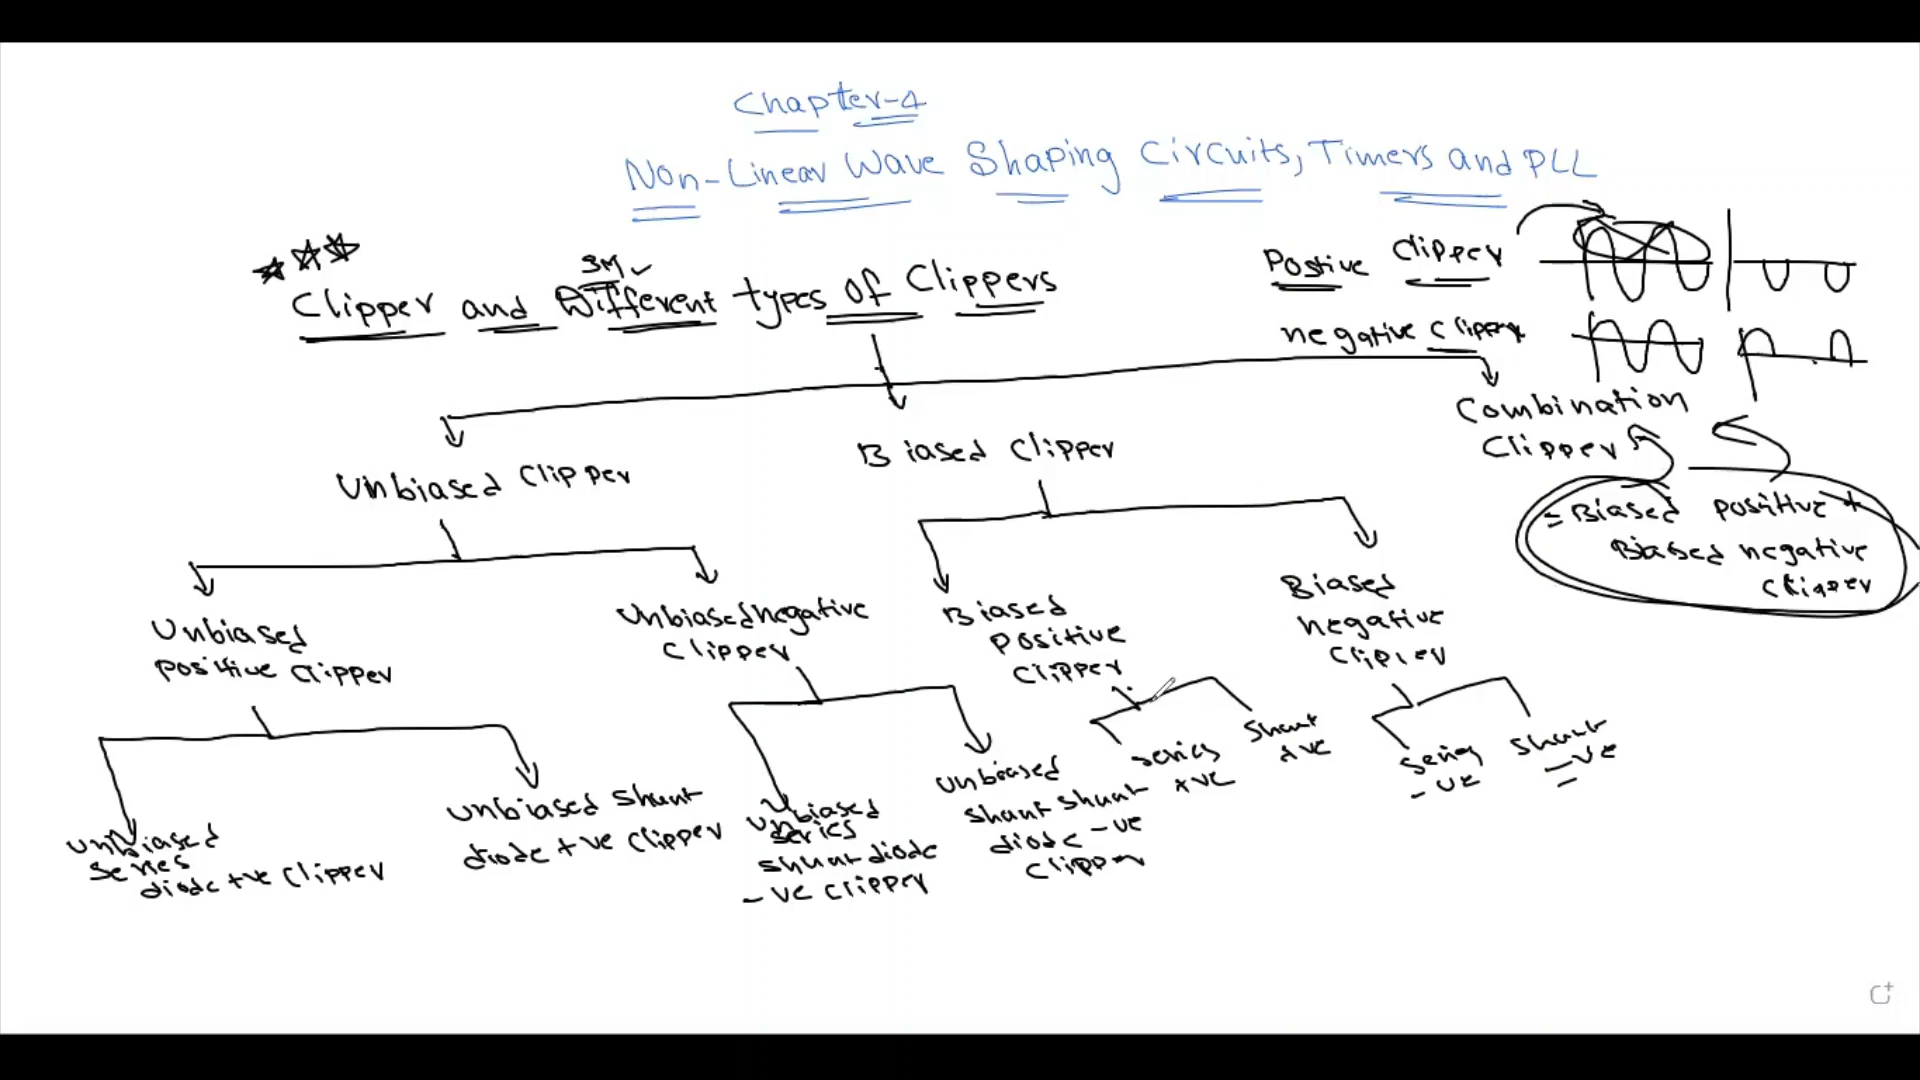 Chapter-4
Non-Linear Wave Shaping Circuits, Timers and PLL
3M
Clipper and Different types of Clippers
Postive Clipper
negative Clipper
Combination
Clipper
= Biased positive +
Biased negative
Clipper
Unbiased Clipper
Biased Clipper
Unbiased
positive Clipper
Unbiased negative
Clipper
Biased
positive
Clipper
Biased
negative
Unbiased
series
diode +ve Clipper
Unbiased Shunt
diode +ve Clipper
Unbiased
series
shunt diode
-ve Clipper
Unbiased
shunt shunt
diode -ve
Clipper
series
+ve
Shunt
+ve
Series
-ve
Shunt
-ve